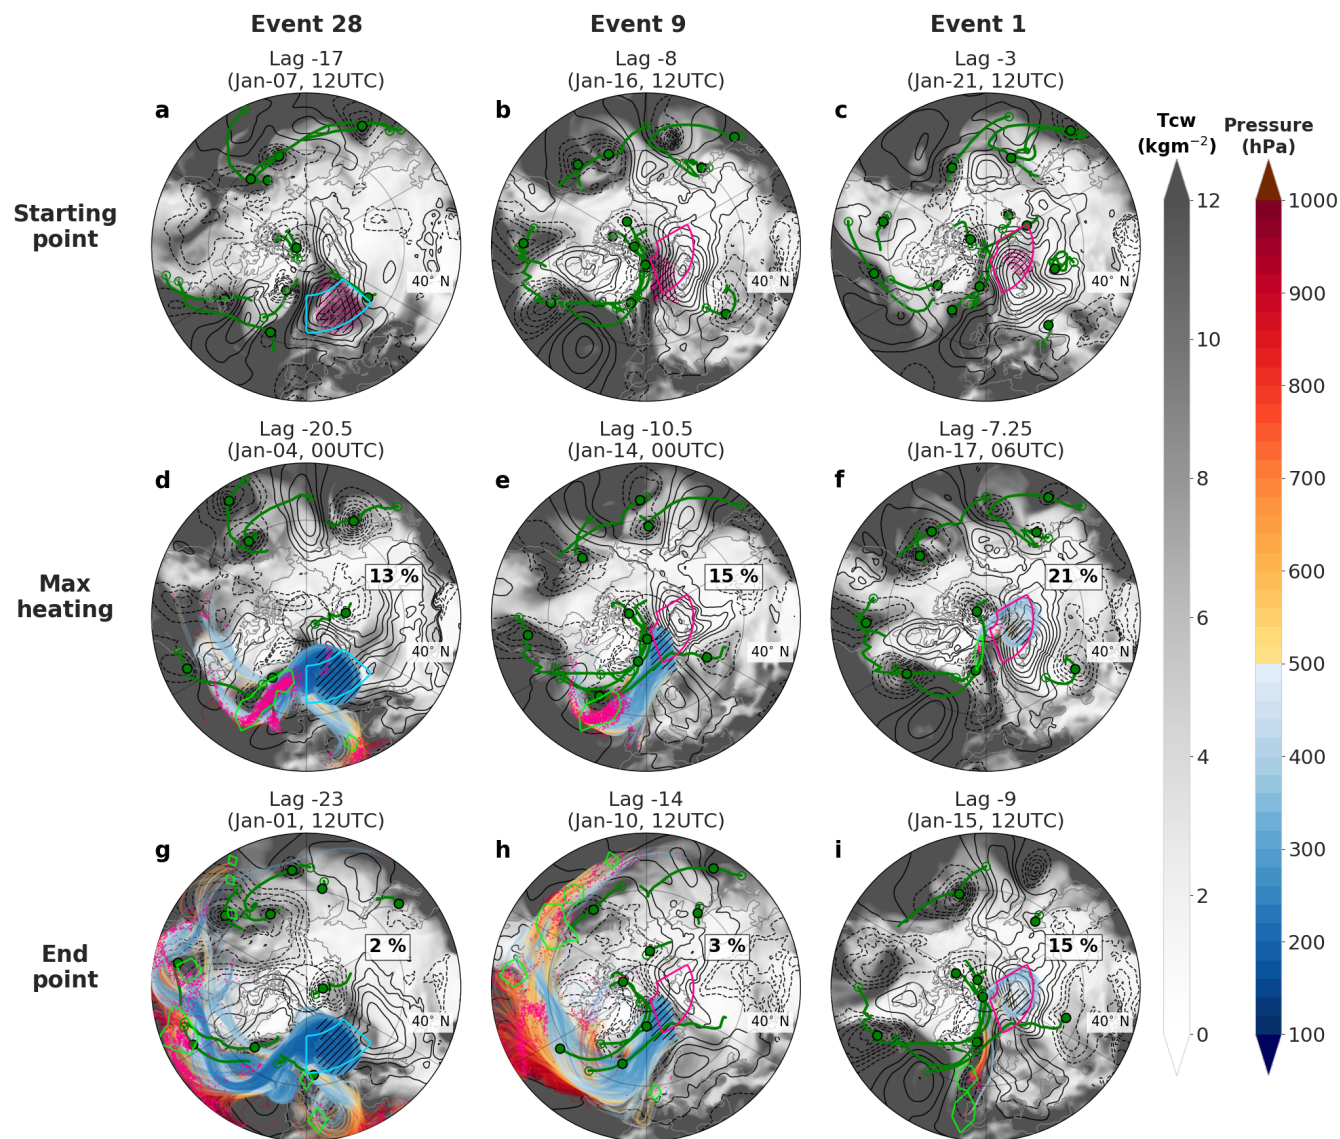 Event 28
Event 9
Event 1
Lag -17
(Jan-07, 12UTC)
Lag -8
(Jan-16, 12UTC)
Lag -3
(Jan-21, 12UTC)
Starting
point
a
b
c
40° N
40° N
40° N
Tcw
(kgm⁻²)
Pressure
(hPa)
12
10
8
6
4
2
0
1000
900
800
700
600
500
400
300
200
100
Lag -20.5
(Jan-04, 00UTC)
Lag -10.5
(Jan-14, 00UTC)
Lag -7.25
(Jan-17, 06UTC)
Max
heating
d
e
f
13 %
15 %
21 %
40° N
40° N
40° N
Lag -23
(Jan-01, 12UTC)
Lag -14
(Jan-10, 12UTC)
Lag -9
(Jan-15, 12UTC)
End
point
g
h
i
2 %
3 %
15 %
40° N
40° N
40° N